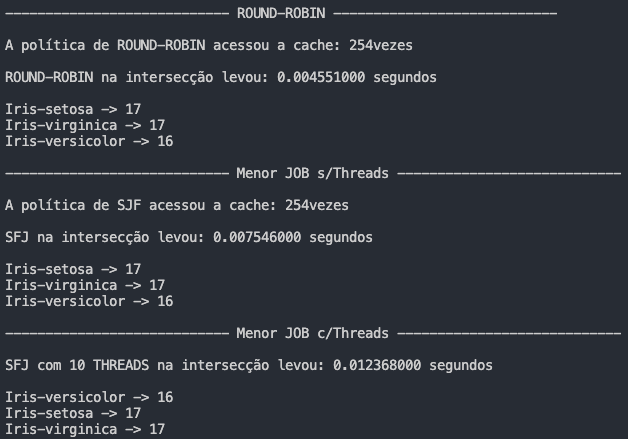 ---------------------------- ROUND-ROBIN ----------------------------
A política de ROUND-ROBIN acessou a cache: 254vezes
ROUND-ROBIN na intersecção levou: 0.004551000 segundos
Iris-setosa -> 17
Iris-virginica -> 17
Iris-versicolor -> 16
---------------------------- Menor JOB s/Threads ----------------------------
A política de SJF acessou a cache: 254vezes
SFJ na intersecção levou: 0.007546000 segundos
Iris-setosa -> 17
Iris-virginica -> 17
Iris-versicolor -> 16
---------------------------- Menor JOB c/Threads ----------------------------
SFJ com 10 THREADS na intersecção levou: 0.012368000 segundos
Iris-versicolor -> 16
Iris-setosa -> 17
Iris-virginica -> 17